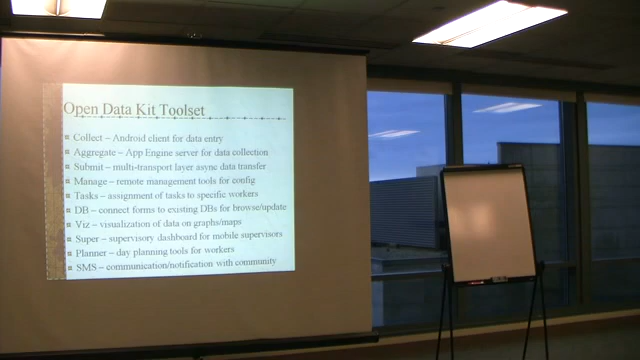 Open Data Kit Toolset
Collect – Android client for data entry
Aggregate – App Engine server for data collection
Submit – multi-transport layer async data transfer
Manage – remote management tools for config
Tasks – assignment of tasks to specific workers
DB – connect forms to existing DBs for browse/update
Viz – visualization of data on graphs/maps
Super – supervisory dashboard for mobile supervisors
Planner – day planning tools for workers
SMS – communication/notification with community